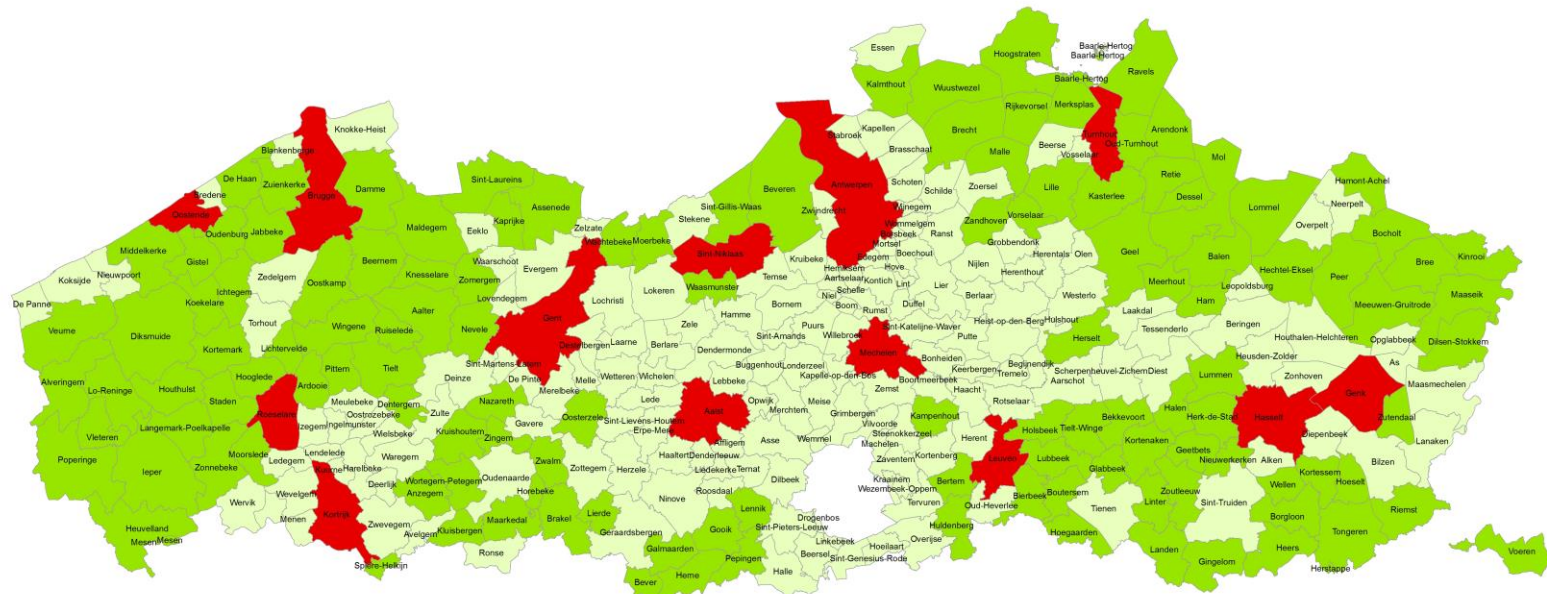 Baarle-Hertog
Essen
Hoogstraten
Baarle-Hertog
Ravels
Baarle-Hertog
Kalmthout
Wuustwezel
Rijkevorsel
Merksplas
Knokke-Heist
Kapellen
Stabroek
Brecht
Arendonk
Turnhout
Oud-Turnhout
Blankenberge
Brasschaat
Malle
Beerse
Vosselaar
Mol
De Haan
Zuienkerke
Damme
Sint-Laureins
Beveren
Antwerpen
Schoten
Schilde
Zoersel
Lille
Retie
Kasterlee
Dessel
Hamont-Achel
Bredene
Brugge
Neerpelt
Oostende
Assenede
Sint-Gillis-Waas
Zwijndrecht
Wijnegem
Vorselaar
Lommel
Kaprijke
Stekene
Wommelgem
Zandhoven
Overpelt
Maldegem
Eeklo
Zelzate
Borsbeek
Ranst
Oudenburg
Jabbeke
Wachtebeke
Moerbeke
Mortsel
Grobbendonk
Bocholt
Middelkerke
Sint-Niklaas
Edegem
Boechout
Herentals
Olen
Geel
Balen
Gistel
Beernem
Waarschoot
Evergem
Kruibeke
Hemiksem
Hove
Nijlen
Hechtel-Eksel
Peer
Bree
Kinrooi
Koksijde
Nieuwpoort
Zedelgem
Knesselare
Zomergem
Temse
Aartselaar
Kontich
Lint
Lier
Herenthout
Meerhout
Leopoldsburg
Oostkamp
Waasmunster
Schelle
Berlaar
Westerlo
Ham
Maaseik
De Panne
Ichtegem
Lovendegem
Lochristi
Lokeren
Niel
Koekelare
Bornem
Boom
Duffel
Meeuwen-Gruitrode
Aalter
Gent
Hamme
Rumst
Laakdal
Torhout
Heist-op-den-Berg
Hulshout
Beringen
Veurne
Wingene
Ruiselede
Nevele
Zele
Puurs
Sint-Katelijne-Waver
Tessenderlo
Diksmuide
Sint-Amands
Willebroek
Putte
Herselt
Houthalen-Helchteren
Opglabbeek
Dilsen-Stokkem
Destelbergen
Laarne
Berlare
Kortemark
Lichtervelde
Dendermonde
Mechelen
Bonheiden
Heusden-Zolder
Sint-Martens-Latem
Buggenhout
Londerzeel
Begijnendijk
As
Pittem
Tielt
Keerbergen
Scherpenheuvel-Zichem
Diest
Lummen
Zonhoven
Hooglede
De Pinte
Melle
Wetteren
Wichelen
Kapelle-op-den-Bos
Tremelo
Alveringem
Deinze
Lebbeke
Boortmeerbeek
Aarschot
Genk
Maasmechelen
Ardooie
Lo-Reninge
Houthulst
Merelbeke
Zemst
Haacht
Nazareth
Lede
Opwijk
Meise
Rotselaar
Halen
Staden
Meulebeke
Dentergem
Aalst
Merchtem
Grimbergen
Bekkevoort
Herk-de-Stad
Hasselt
Zutendaal
Roeselare
Oostrozebeke
Zulte
Gavere
Oosterzele
Sint-Lievens-Houtem
Kampenhout
Izegem
Ingelmunster
Erpe-Mere
Vilvoorde
Holsbeek
Tielt-Winge
Langemark-Poelkapelle
Kruishoutem
Steenokkerzeel
Diepenbeek
Vleteren
Wielsbeke
Zingem
Affligem
Asse
Wemmel
Machelen
Herent
Kortenaken
Lanaken
Moorslede
Lendelede
Waregem
Haaltert
Denderleeuw
Lubbeek
Geetbets
Poperinge
Zonnebeke
Ledegem
Zwalm
Zottegem
Herzele
Liedekerke
Ternat
Zaventem
Kortenberg
Leuven
Glabbeek
Nieuwerkerken
Alken
Bilzen
Ieper
Kuurne
Harelbeke
Kraainem
Kortessem
Wevelgem
Deerlijk
Wortegem-Petegem
Oudenaarde
Dilbeek
Wezembeek-Oppem
Bertem
Wellen
Hoeselt
Wervik
Anzegem
Horebeke
Ninove
Roosdaal
Bierbeek
Boutersem
Zoutleeuw
Menen
Tervuren
Oud-Heverlee
Linter
Sint-Truiden
Kortrijk
Lennik
Tienen
Riemst
Heuvelland
Zwevegem
Maarkedal
Lierde
Drogenbos
Hoegaarden
Borgloon
Kluisbergen
Brakel
Gooik
Sint-Pieters-Leeuw
Huldenberg
Tongeren
Mesen
Mesen
Avelgem
Geraardsbergen
Linkebeek
Overijse
Galmaarden
Hoeilaart
Landen
Heers
Voeren
Ronse
Pepingen
Beersel
Sint-Genesius-Rode
Spiere-Helkijn
Herne
Halle
Gingelom
Herstappe
Bever